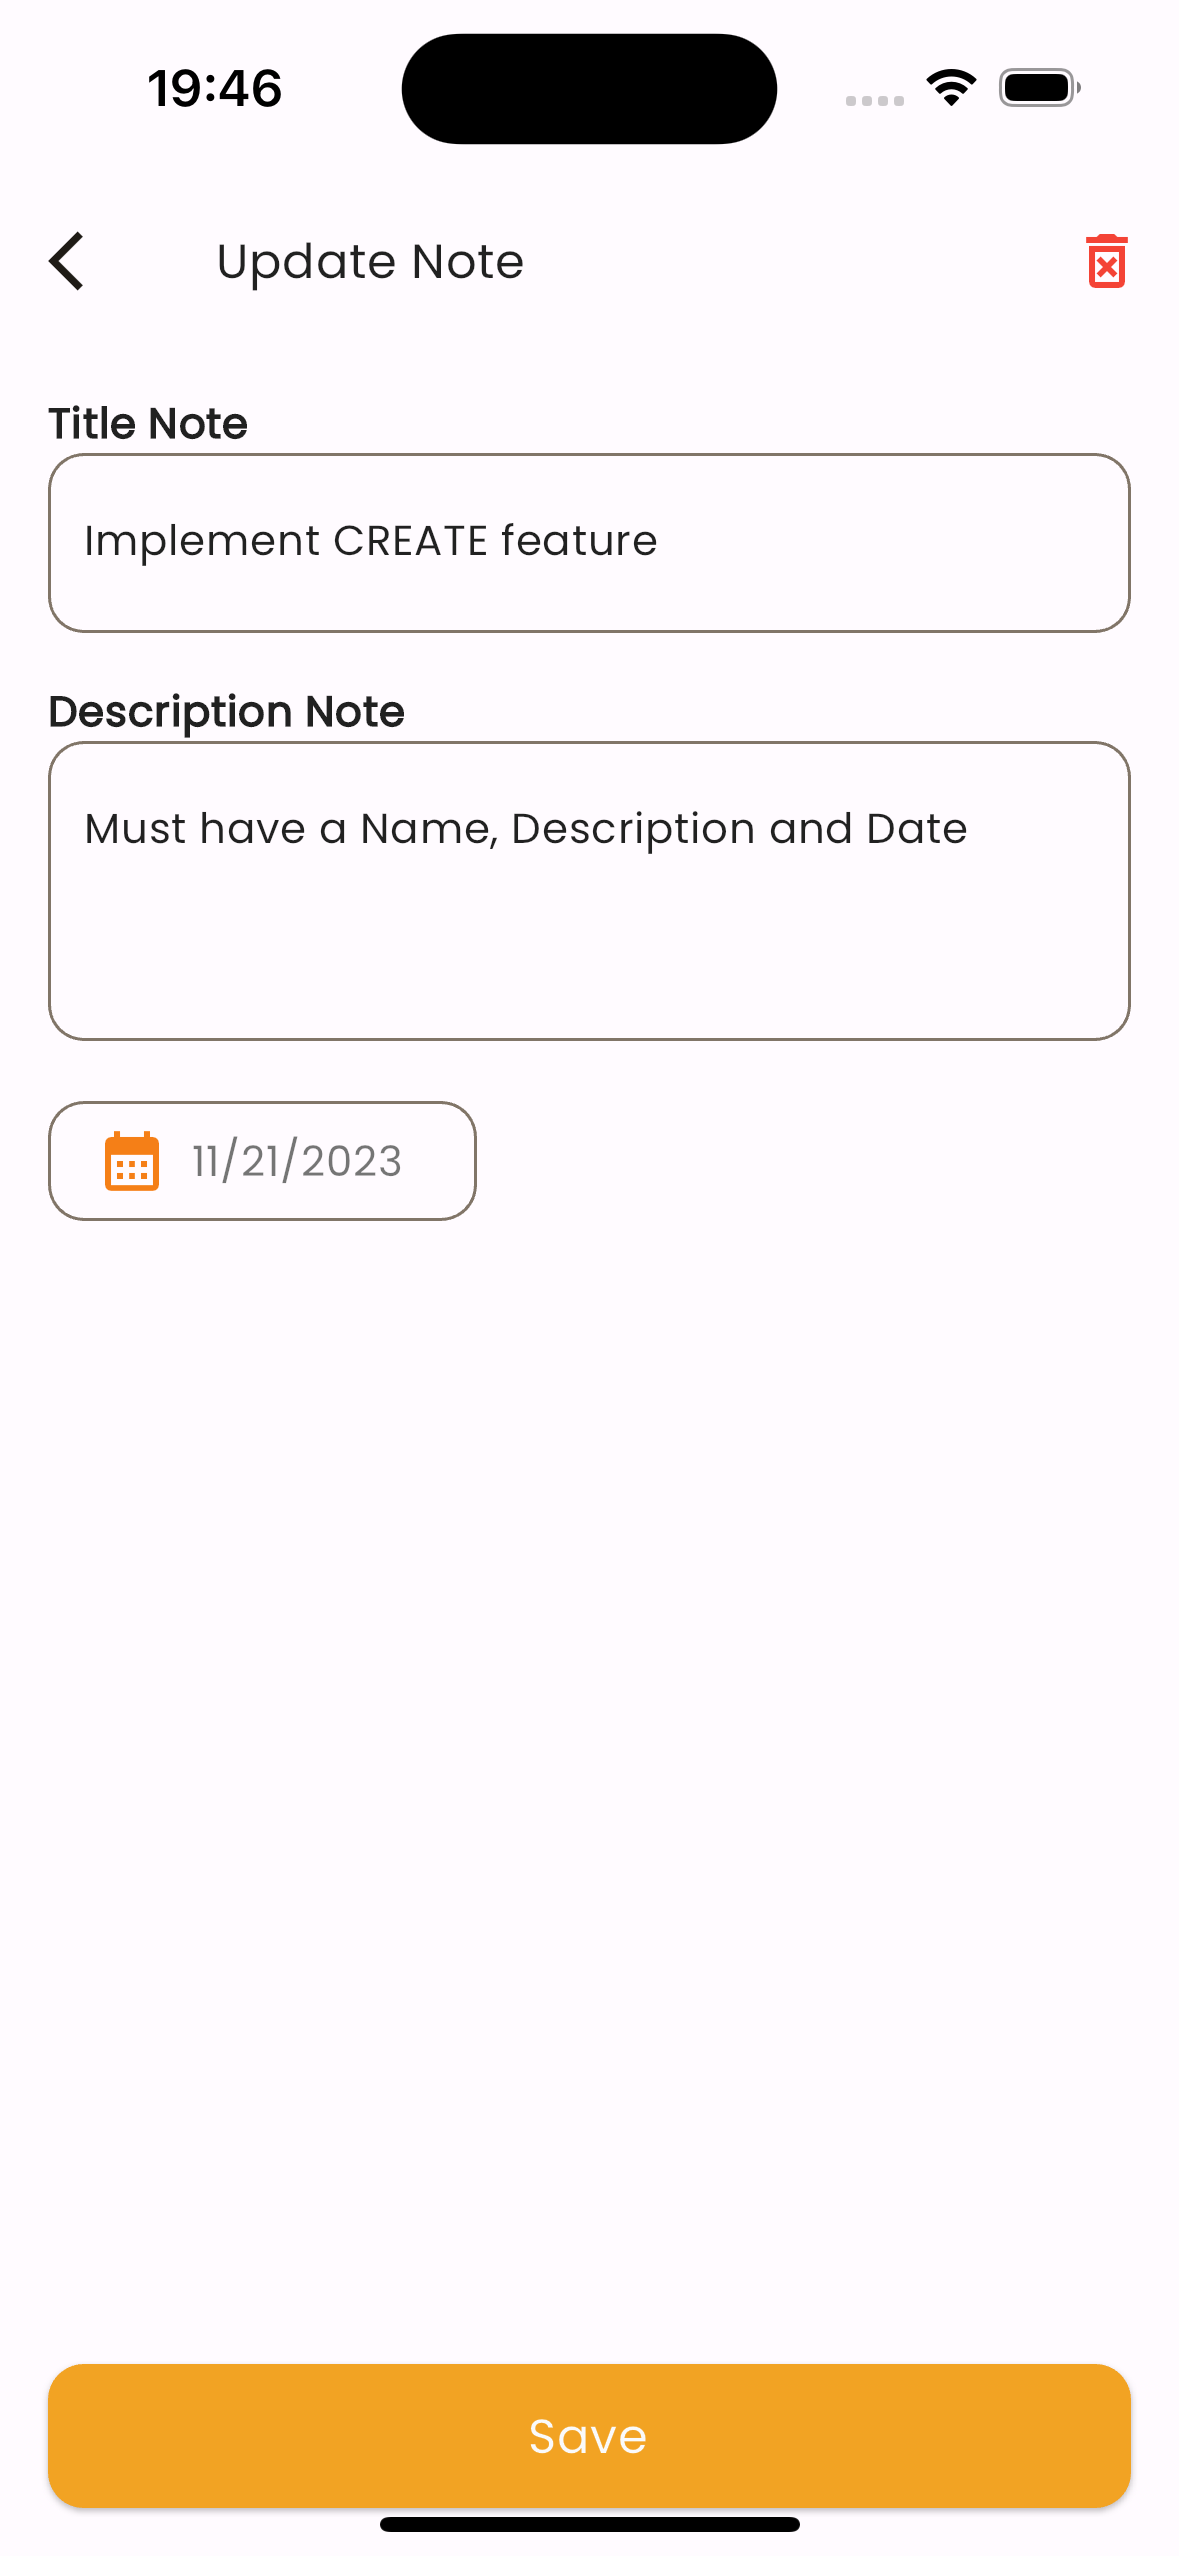 19:46
Update Note
Title Note
Implement CREATE feature
Description Note
Must have a Name, Description and Date
11/21/2023
Save